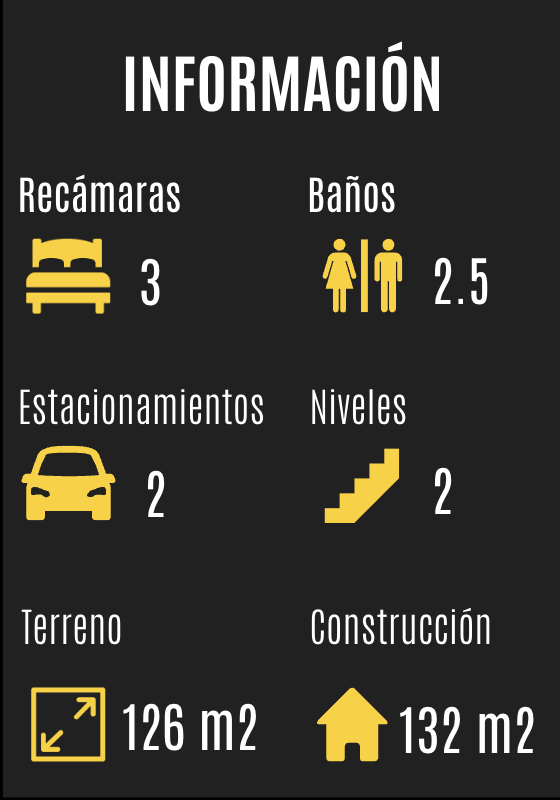 INFORMACIÓN
Recámaras
Baños
3
2.5
Estacionamientos
Niveles
2
2
Terreno
Construcción
126 m2
132 m2